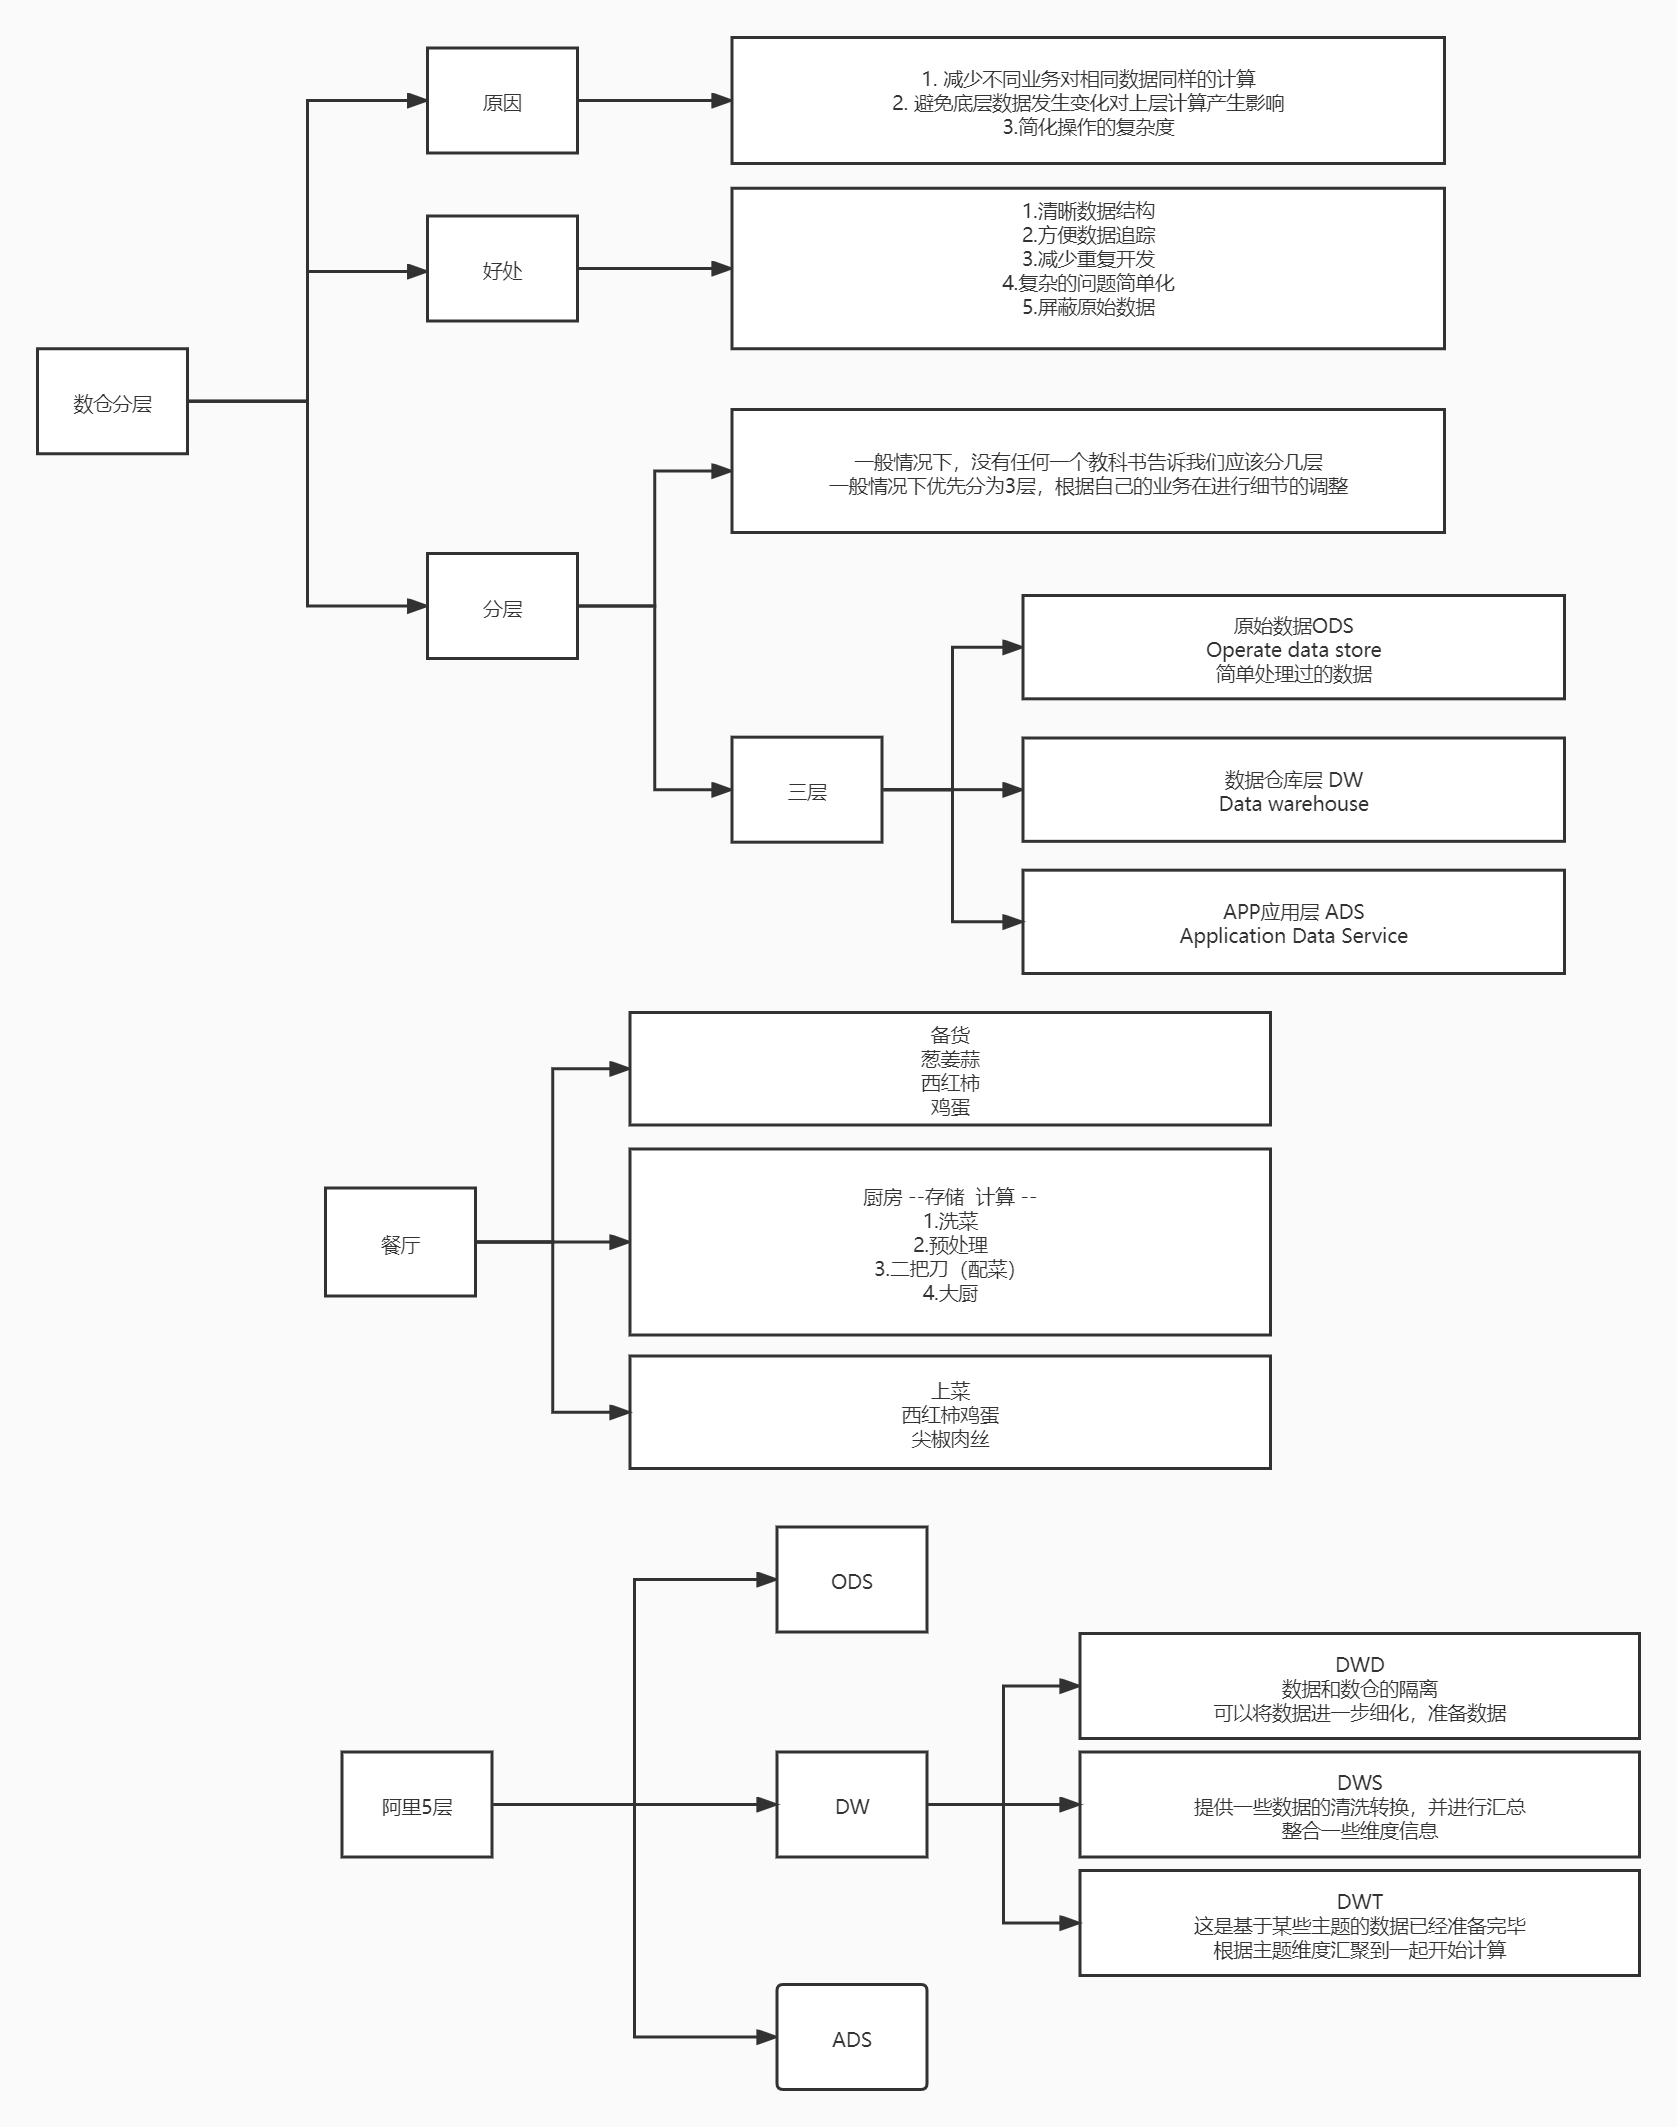 数仓分层
原因
1. 减少不同业务对相同数据同样的计算
2. 避免底层数据发生变化对上层计算产生影响
3.简化操作的复杂度
好处
1.清晰数据结构
2.方便数据追踪
3.减少重复开发
4.复杂的问题简单化
5.屏蔽原始数据
分层
一般情况下，没有任何一个教科书告诉我们应该分几层
一般情况下优先分为3层，根据自己的业务在进行细节的调整
三层
原始数据ODS
Operate data store
简单处理过的数据
数据仓库层 DW
Data warehouse
APP应用层 ADS
Application Data Service
餐厅
备货
葱姜蒜
西红柿
鸡蛋
厨房 --存储 计算 --
1.洗菜
2.预处理
3.二把刀（配菜）
4.大厨
上菜
西红柿鸡蛋
尖椒肉丝
阿里5层
ODS
DW
DWD
数据和数仓的隔离
可以将数据进一步细化，准备数据
DWS
提供一些数据的清洗转换，并进行汇总
整合一些维度信息
DWT
这是基于某些主题的数据已经准备完毕
根据主题维度汇聚到一起开始计算
ADS